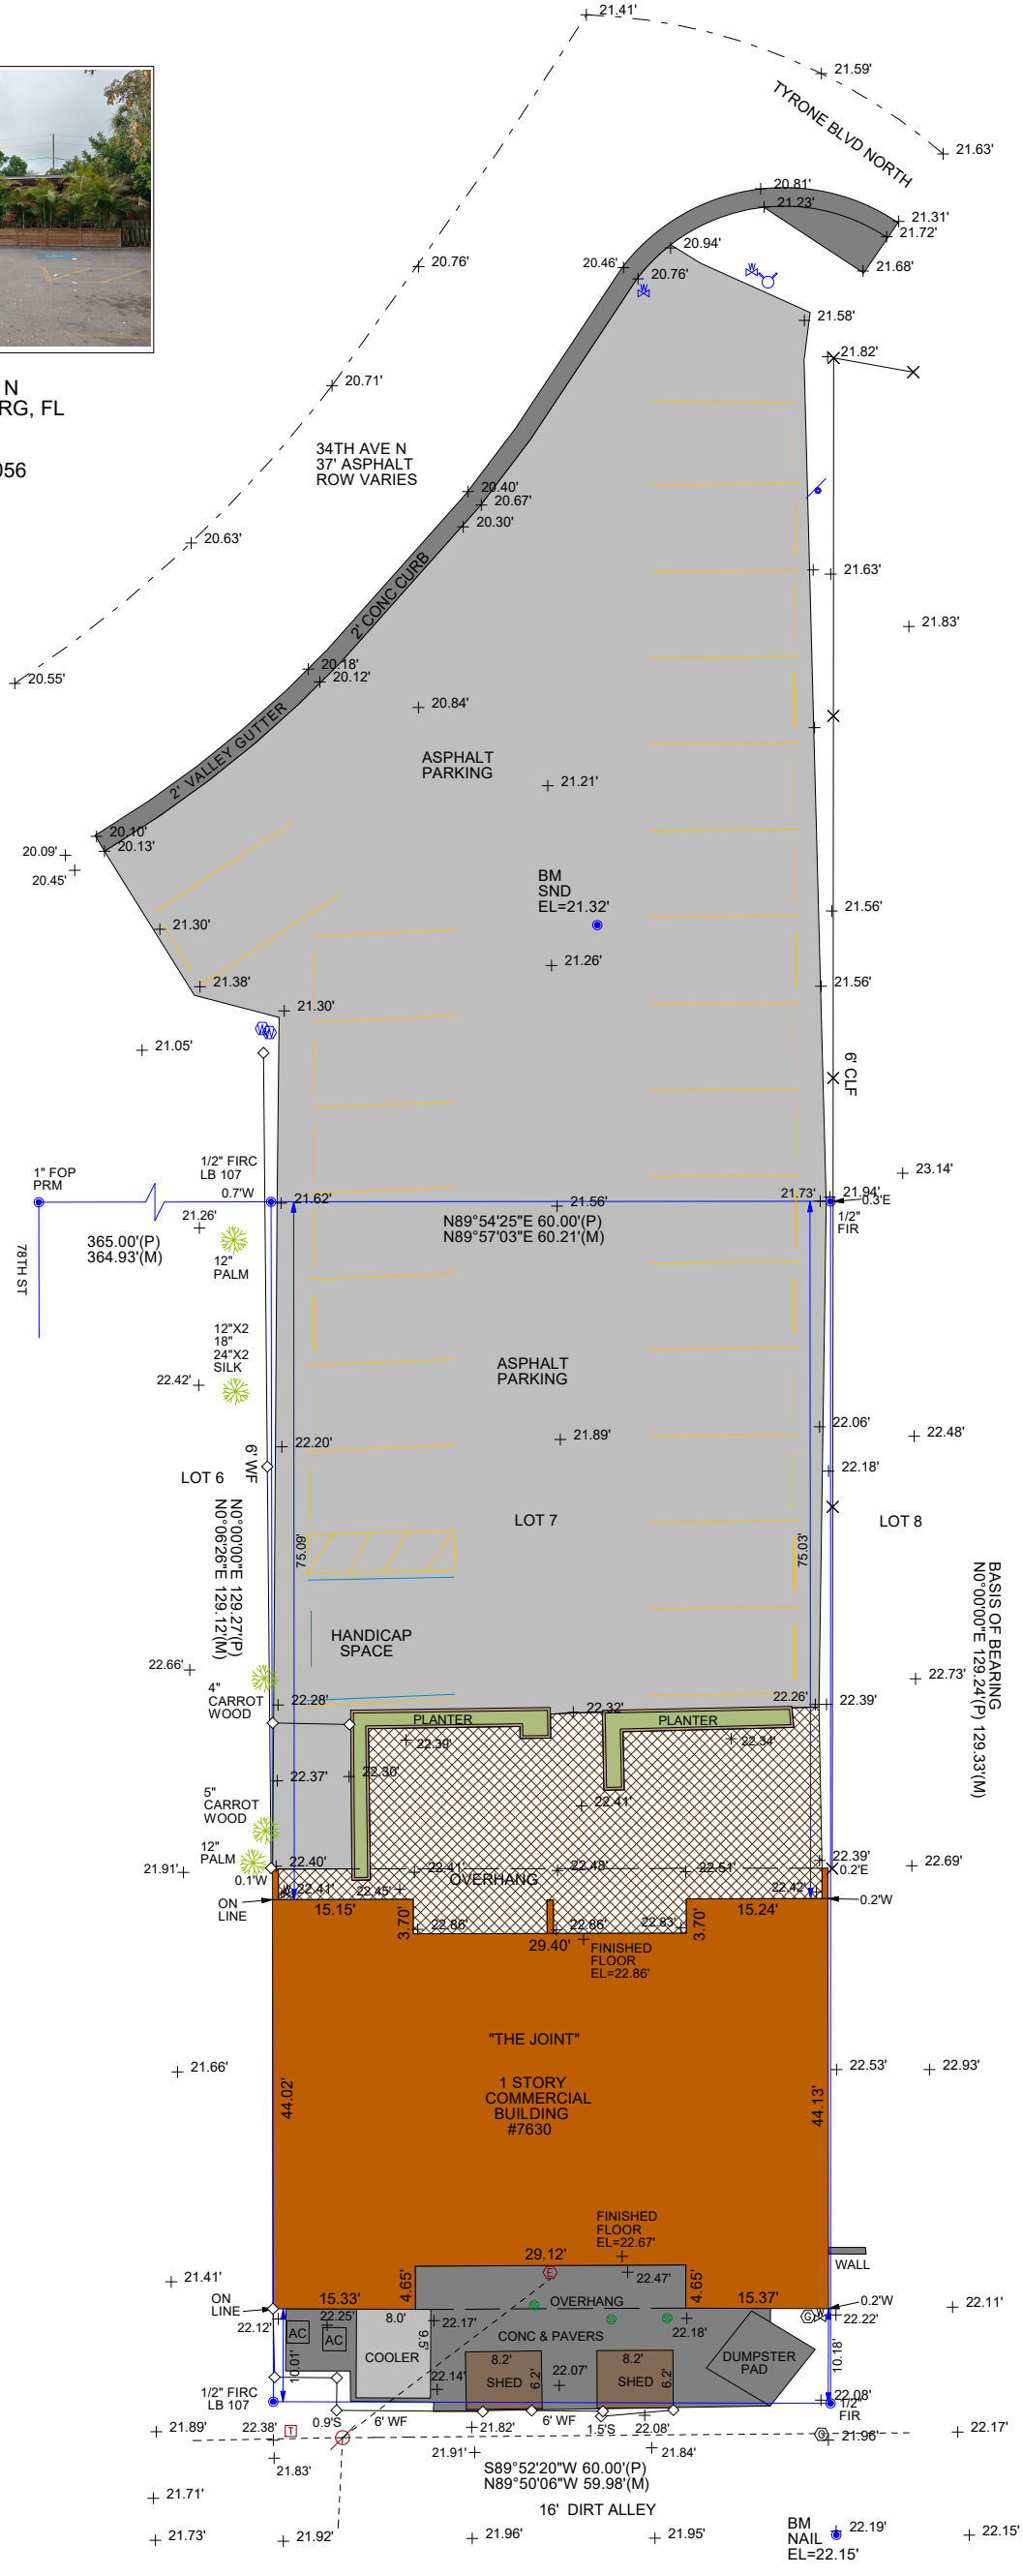 21.41'
21.59'
TYRONE BLVD NORTH
21.63'
20.81'
21.23'
21.31'
21.72'
20.94'
21.68'
20.76'
20.46'
20.76'
21.58'
N
RG, FL
056
21.82'
20.71'
34TH AVE N
37' ASPHALT
ROW VARIES
20.40'
20.67'
20.30'
20.63'
2' CONC CURB
21.63'
21.83'
20.18'
20.12'
20.55'
20.84'
2' VALLEY GUTTER
ASPHALT
PARKING
21.21'
20.10'
20.13'
20.09'
20.45'
BM
SND
EL=21.32'
21.56'
21.30'
21.26'
21.38'
21.56'
21.30'
W
W
21.05'
6' CLF
1" FOP
PRM
1/2" FIRC
LB 107
0.7'W
23.14'
21.62'
21.56'
21.73'
21.94'
0.3'E
1/2"
FIR
21.26'
N89°54'25"E 60.00'(P)
N89°57'03"E 60.21'(M)
365.00'(P)
364.93'(M)
78TH ST
12"
PALM
12"X2
18"
24"X2
SILK
ASPHALT
PARKING
22.42'
22.06'
22.48'
22.20'
21.89'
6' WF
LOT 6
22.18'
LOT 7
LOT 8
N0°00'00"E 129.27'(P)
N0°06'26"E 129.12'(M)
75.09'
75.03'
BASIS OF BEARING
N0°00'00"E 129.24'(P) 129.33'(M)
HANDICAP
SPACE
22.66'
22.73'
4"
CARROT
WOOD
22.28'
22.32'
22.26'
22.39'
PLANTER
PLANTER
22.39'
22.34'
22.37'
22.30'
5"
CARROT
WOOD
22.41'
12"
PALM
21.91'
22.40'
22.41'
22.48'
22.51'
22.39'
22.69'
0.2'E
0.1'W
OVERHANG
22.41'
22.45'
22.42'
ON
LINE
0.2'W
15.15'
15.24'
3.70'
22.86'
22.86'
22.83'
3.70'
29.40'
FINISHED
FLOOR
EL=22.86'
"THE JOINT"
21.66'
22.53'
22.93'
44.02'
1 STORY
COMMERCIAL
BUILDING
#7630
44.13'
FINISHED
FLOOR
EL=22.67'
29.12'
WALL
21.41'
E
22.47'
4.65'
4.65'
ON
LINE
15.33'
OVERHANG
15.37'
0.2'W
22.11'
22.12'
22.25'
8.0'
22.17'
22.18'
G
22.22'
AC
AC
CONC & PAVERS
9.5'
COOLER
DUMPSTER
PAD
10.01'
10.18'
8.2'
8.2'
SHED
6.2'
SHED
6.2'
22.14'
22.07'
1/2" FIRC
LB 107
22.08'
1/2"
FIR
0.9'S
6' WF
21.82'
6' WF
1.5'S
22.08'
21.89'
22.38'
T
G
21.96'
22.17'
21.83'
21.91'
21.84'
S89°52'20"W 60.00'(P)
N89°50'06"W 59.98'(M)
21.71'
16' DIRT ALLEY
21.73'
21.92'
21.96'
21.95'
BM
NAIL
EL=22.15'
22.19'
22.15'